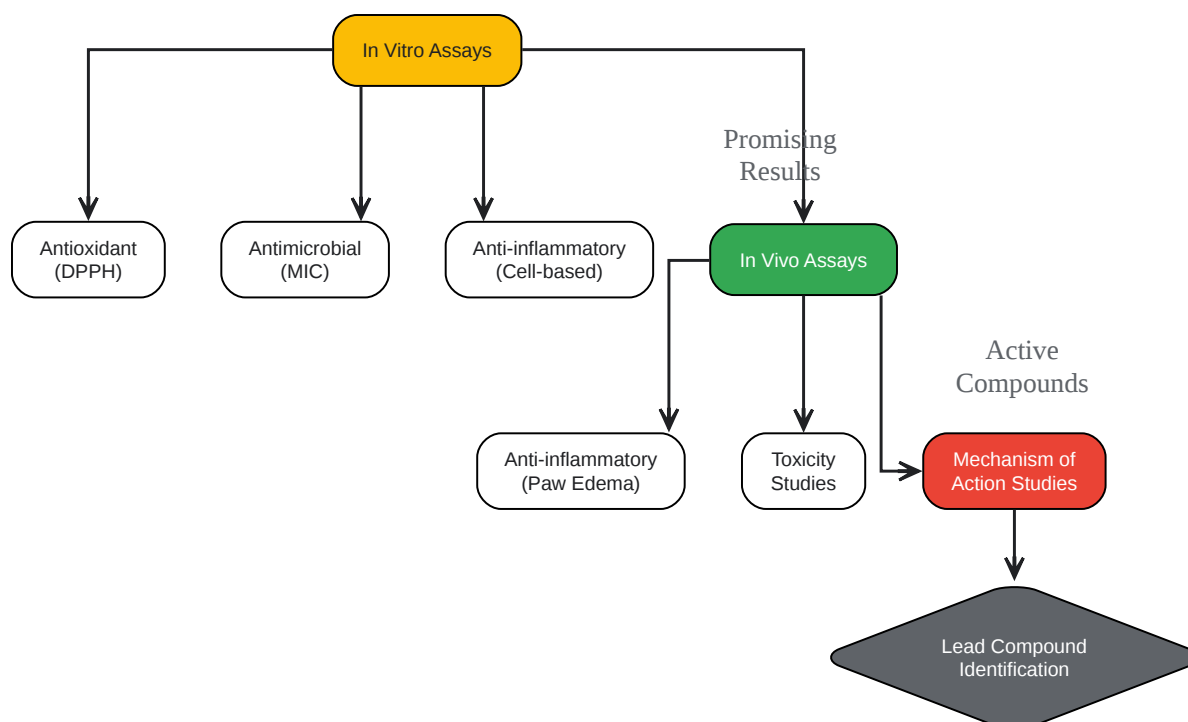 In Vitro Assays
Promising
Results
Antioxidant
(DPPH)
Antimicrobial
(MIC)
Anti-inflammatory
(Cell-based)
In Vivo Assays
Active
Compounds
Anti-inflammatory
(Paw Edema)
Toxicity
Studies
Mechanism of
Action Studies
Lead Compound
Identification